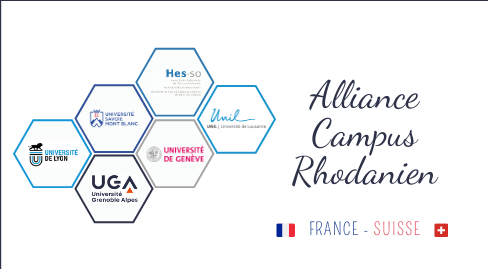 Hes·so
UNIVERSITÉ
SAVOIE
MONT BLANC
Unil
UNIL | Université de Lausanne
UNIVERSITÉ
DE LYON
UNIVERSITÉ
DE GENÈVE
UGA
Université
Grenoble Alpes
Alliance
Campus
Rhodanien
FRANCE - SUISSE